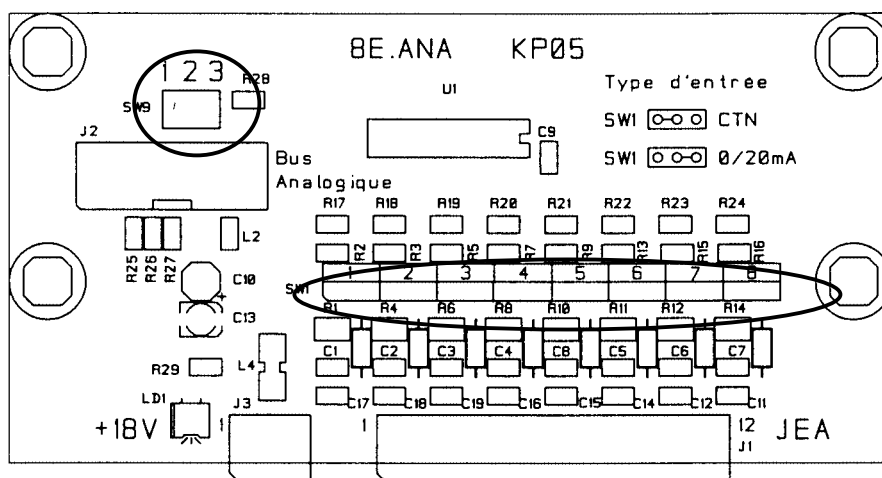 8E.ANA KP05
1 2 3
R28
SW9
U1
Type d'entrée
SW1 CTN
SW1 0/20mA
C9
J2
Bus
Analogique
R17 R18 R19 R20 R21 R22 R23 R24
L2
R25 R26 R27
R2 R3 R5 R7 R9 R13 R15 R16
1 2 3 4 5 6 7 8
SW1
C10
+
C13
R1 R4 R6 R8 R10 R11 R12 R14
C1 C2 C3 C4 C8 C5 C6 C7
R29
L4
C17 C18 C19 C16 C15 C14 C12 C11
LD1
J3
+18V
1
1
12
JEA
J1